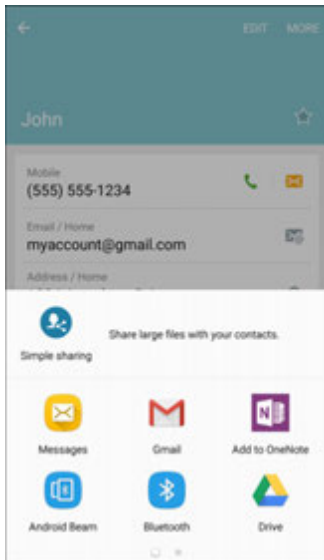 EDIT MORE
John
Mobile
(555) 555-1234
Email / Home
myaccount@gmail.com
Address / Home
Share large files with your contacts.
Simple sharing
Messages Gmail Add to OneNote
Android Beam Bluetooth Drive